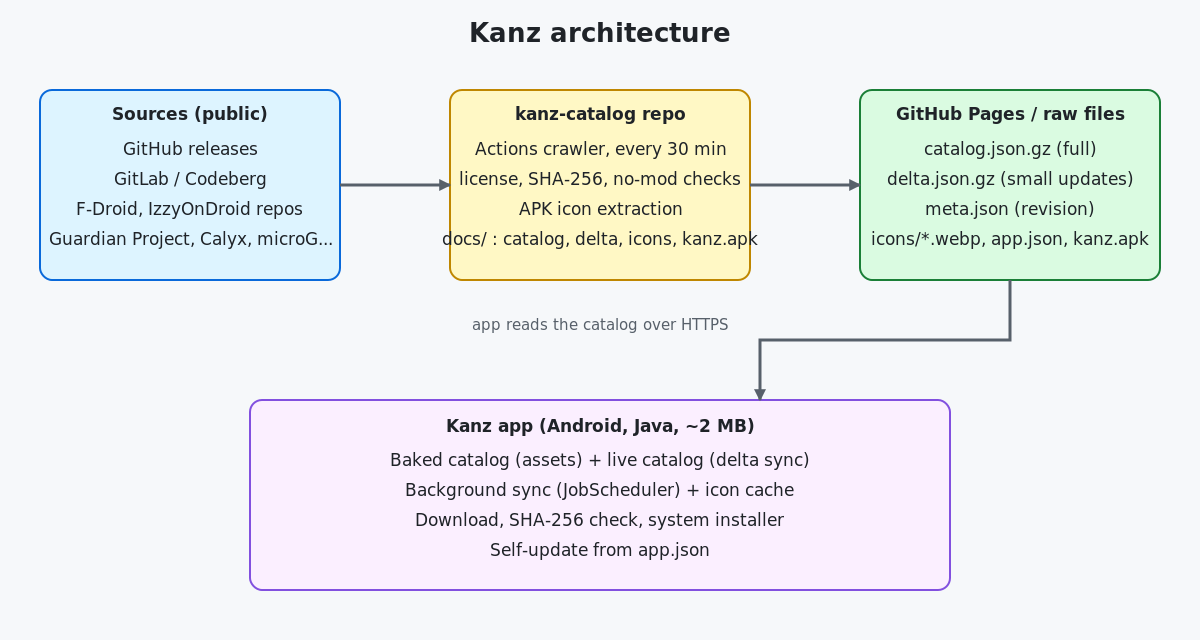 Kanz architecture
Sources (public)
GitHub releases
GitLab / Codeberg
F-Droid, IzzyOnDroid repos
Guardian Project, Calyx, microG...
kanz-catalog repo
Actions crawler, every 30 min
license, SHA-256, no-mod checks
APK icon extraction
docs/ : catalog, delta, icons, kanz.apk
GitHub Pages / raw files
catalog.json.gz (full)
delta.json.gz (small updates)
meta.json (revision)
icons/*.webp, app.json, kanz.apk
app reads the catalog over HTTPS
Kanz app (Android, Java, ~2 MB)
Baked catalog (assets) + live catalog (delta sync)
Background sync (JobScheduler) + icon cache
Download, SHA-256 check, system installer
Self-update from app.json